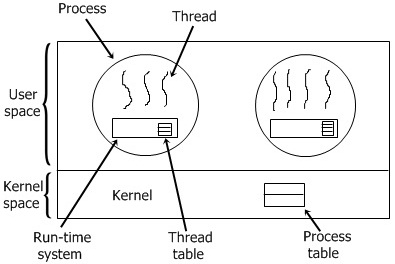 Process
Thread
User
space
Kernel
space
Kernel
Run-time
system
Thread
table
Process
table